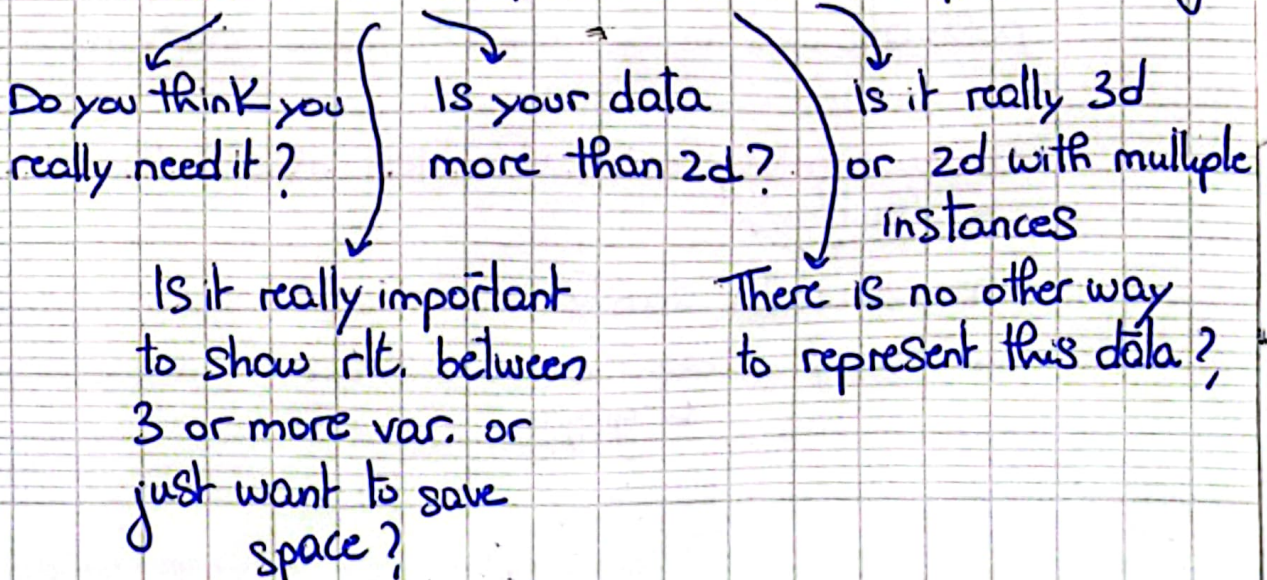 Do you think you
really need it?
Is it really important
to show rlt. between
3 or more var. or
just want to save
space?
Is your data
more than 2d?
There is no other way
to represent this data?
Is it really 3d
or 2d with multiple
instances